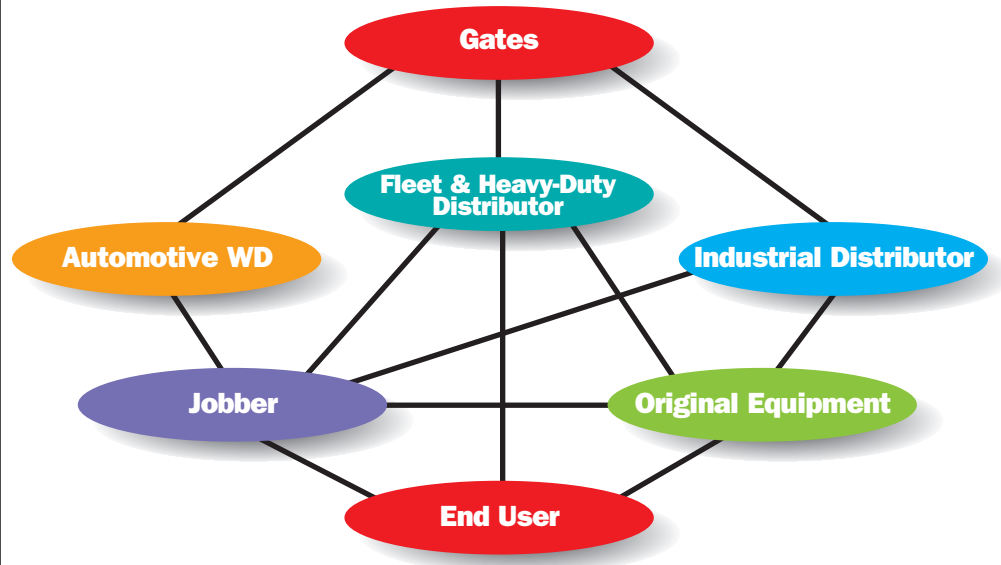 Gates
Fleet & Heavy-Duty
Distributor
Automotive WD
Industrial Distributor
Jobber
Original Equipment
End User